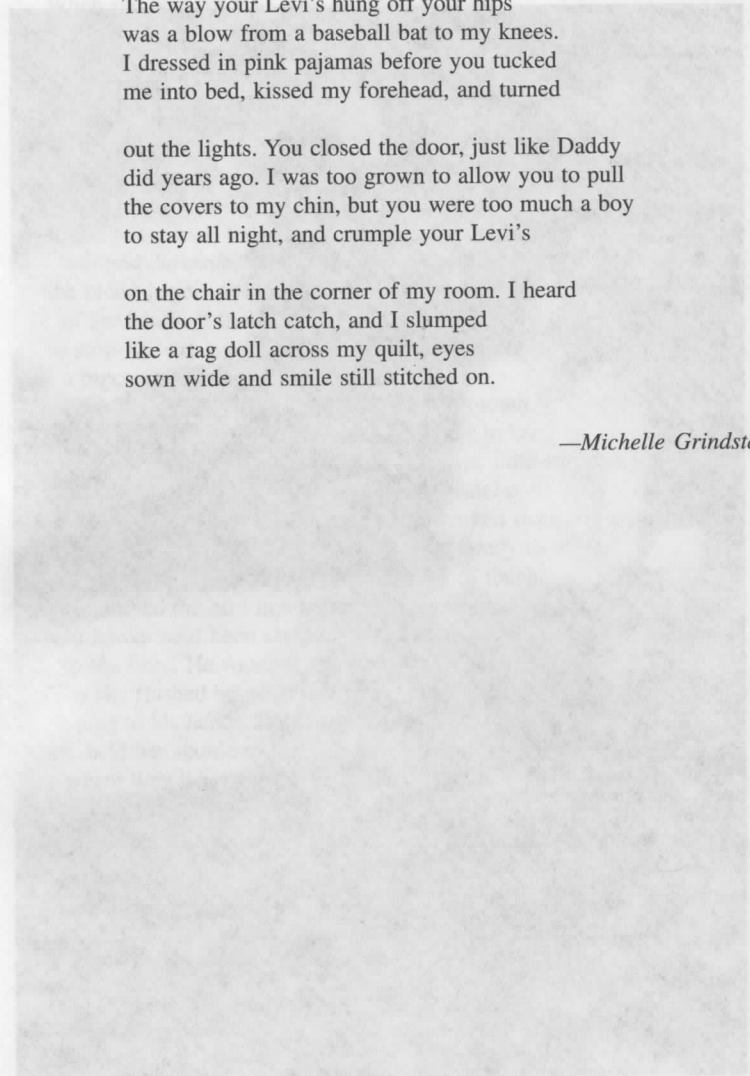 The way your Levi's hung off your hips
was a blow from a baseball bat to my knees.
I dressed in pink pajamas before you tucked
me into bed, kissed my forehead, and turned
out the lights. You closed the door, just like Daddy
did years ago. I was too grown to allow you to pull
the covers to my chin, but you were too much a boy
to stay all night, and crumple your Levi's
on the chair in the corner of my room. I heard
the door's latch catch, and I slumped
like a rag doll across my quilt, eyes
sown wide and smile still stitched on.
—Michelle